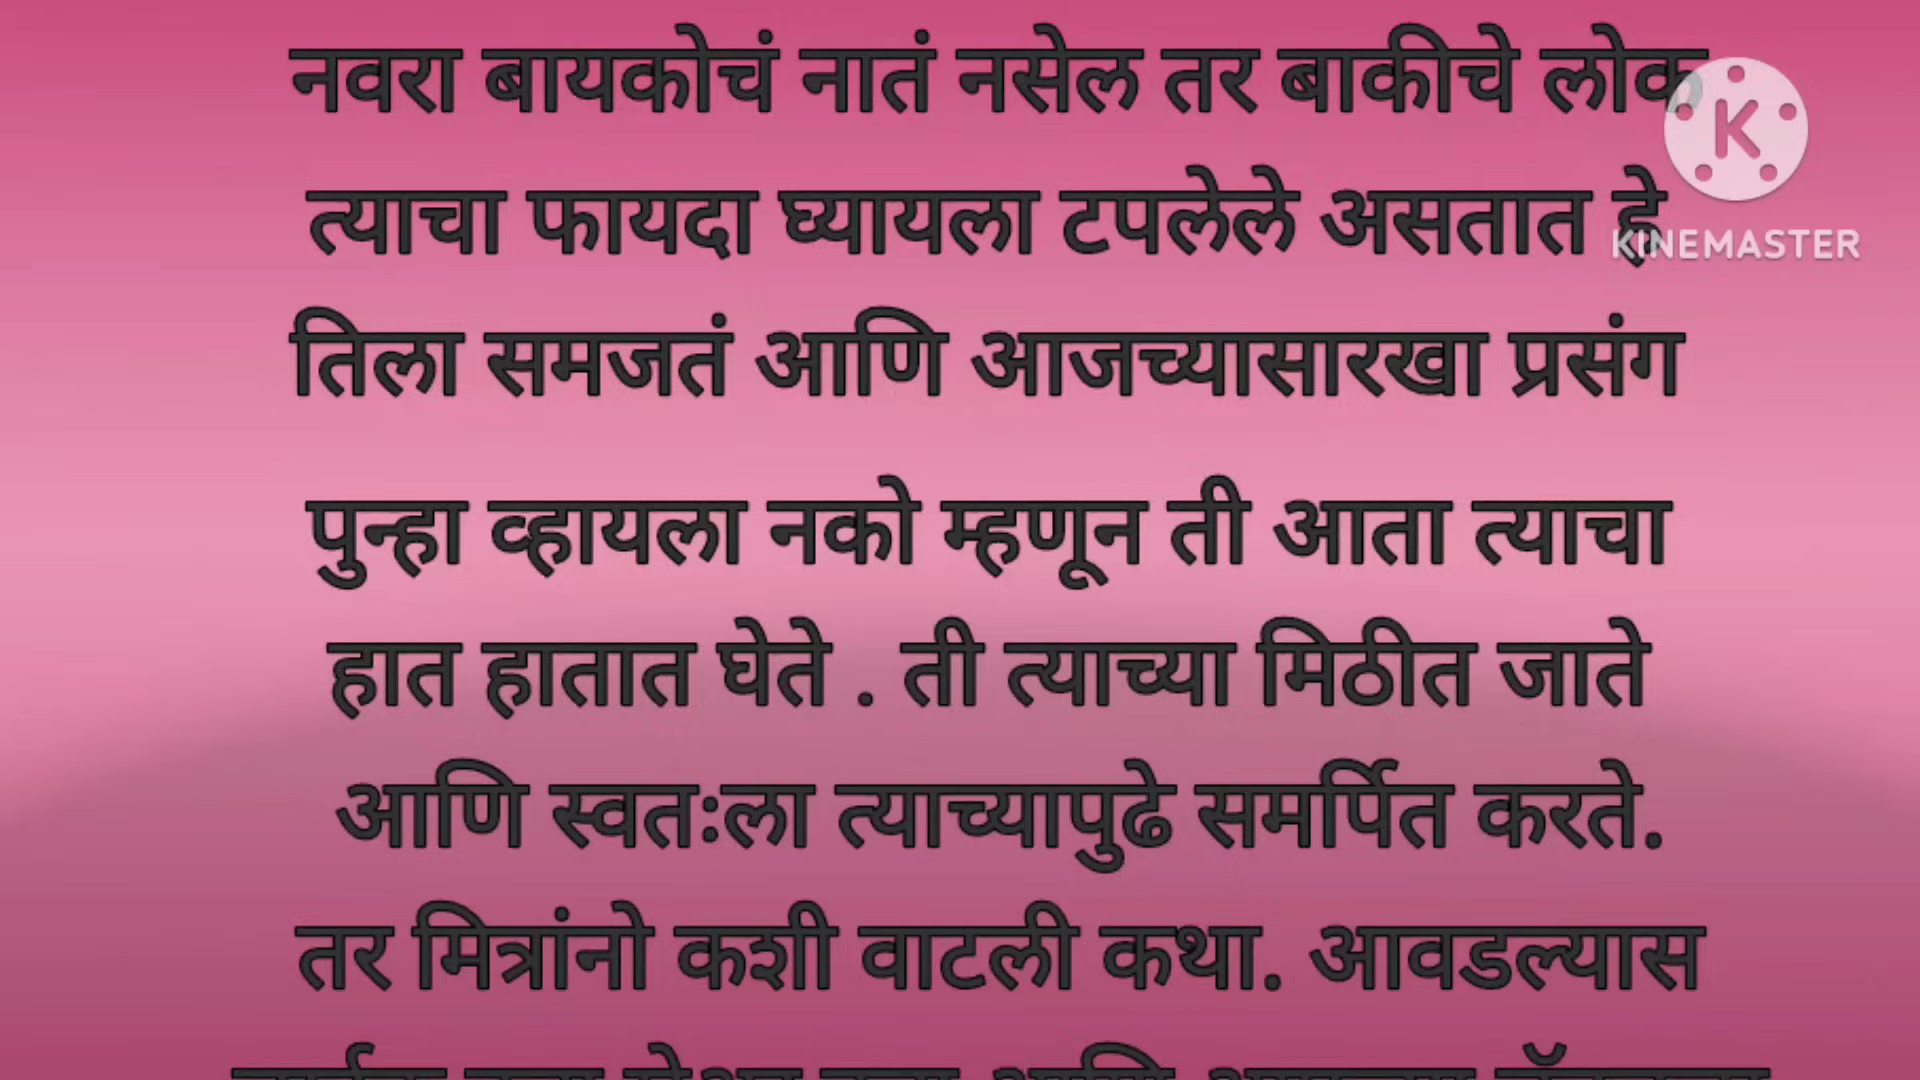 नवरा बायकोचं नातं नसेल तर बाकीचे लोक
त्याचा फायदा घ्यायला टपलेले असतात हे
KINEMASTER
तिला समजतं आणि आजच्यासारखा प्रसंग
पुन्हा व्हायला नको म्हणून ती आता त्याचा
हात हातात घेते . ती त्याच्या मिठीत जाते
आणि स्वतःला त्याच्यापुढे समर्पित करते.
तर मित्रांनो कशी वाटली कथा. आवडल्यास